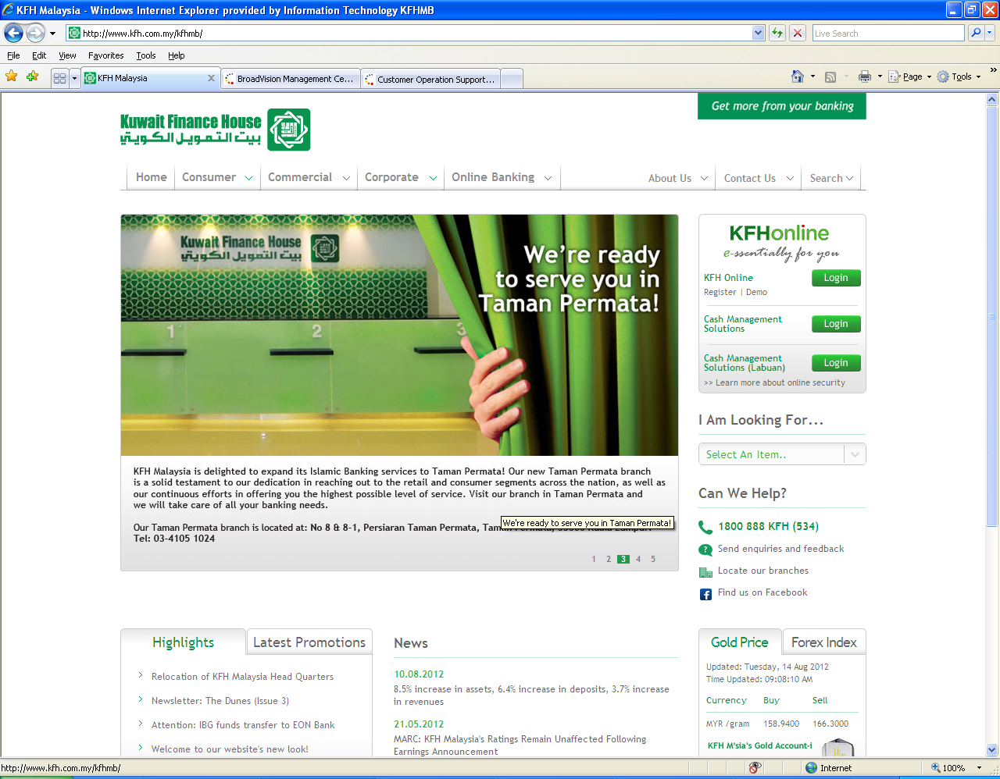 KFH Malaysia - Windows Internet Explorer provided by Information Technology KFHMB
http://www.kfh.com.my/kfhmb/
Live Search
File Edit View Favorites Tools Help
KFH Malaysia
BroadVision Management Ce...
Customer Operation Support...
Page Tools
Get more from your banking
Kuwait Finance House
بيت التمويل الكويتي
Home Consumer Commercial Corporate Online Banking About Us Contact Us Search
Kuwait Finance House
بيت التمويل الكويتي
We're ready
to serve you in
Taman Permata!
1 2 3
KFH Malaysia is delighted to expand its Islamic Banking services to Taman Permata! Our new Taman Permata branch
is a solid testament to our dedication in reaching out to the retail and consumer segments across the nation, as well as
our continuous efforts in offering you the highest possible level of service. Visit our branch in Taman Permata and
we will take care of all your banking needs.
Our Taman Permata branch is located at: No 8 & 8-1, Persiaran Taman Permata,
We're ready to serve you in Taman Permata!
Tel: 03-4105 1024
1 2 3 4 5
KFHonline
e-ssentially for you
KFH Online Login
Register | Demo
Cash Management
Solutions
Login
Cash Management
Solutions (Labuan)
Login
>> Learn more about online security
I Am Looking For...
Select An Item..
Can We Help?
1800 888 KFH (534)
Send enquiries and feedback
Locate our branches
Find us on Facebook
Highlights Latest Promotions
Relocation of KFH Malaysia Head Quarters
Newsletter: The Dunes (Issue 3)
Attention: IBG funds transfer to EON Bank
Welcome to our website's new look!
News
10.08.2012
8.5% increase in assets, 6.4% increase in deposits, 3.7% increase
in revenues
21.05.2012
MARC: KFH Malaysia's Ratings Remain Unaffected Following
Earnings Announcement
Gold Price Forex Index
Updated: Tuesday, 14 Aug 2012
Time Updated: 09:08:10 AM
Currency Buy Sell
MYR /gram 158.9400 166.3000
KFH M'sia's Gold Account-i
http://www.kfh.com.my/kfhmb/
Internet
100%